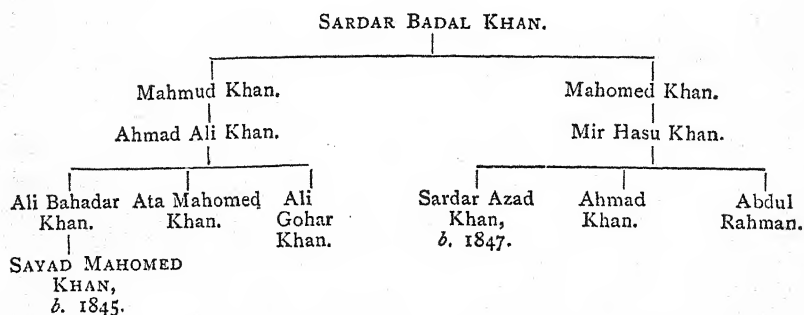 SARDAR BADAL KHAN.
Mahmud Khan.
Mahomed Khan.
Ahmad Ali Khan.
Mir Hasu Khan.
Ali Bahadar
Khan.
Ata Mahomed
Khan.
Ali
Gohar
Khan.
Sardar Azad
Khan,
b. 1847.
Ahmad
Khan.
Abdul
Rahman.
SAYAD MAHOMED
KHAN,
b. 1845.